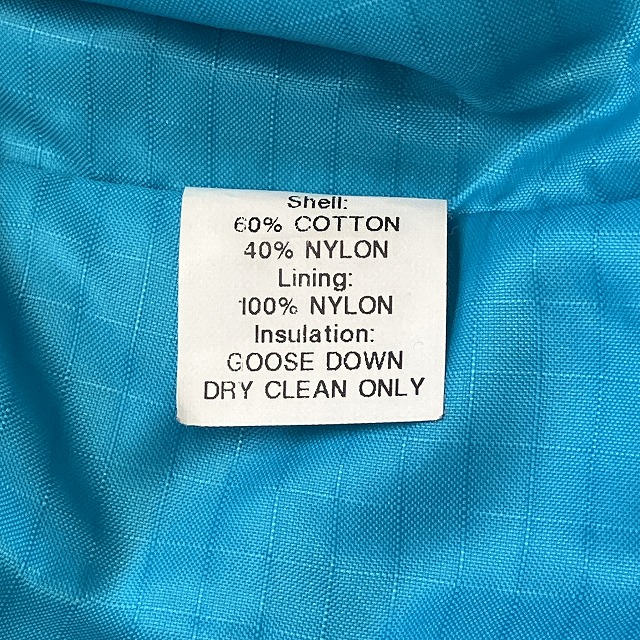 Shell:
60% COTTON
40% NYLON
Lining:
100% NYLON
Insulation:
GOOSE DOWN
DRY CLEAN ONLY